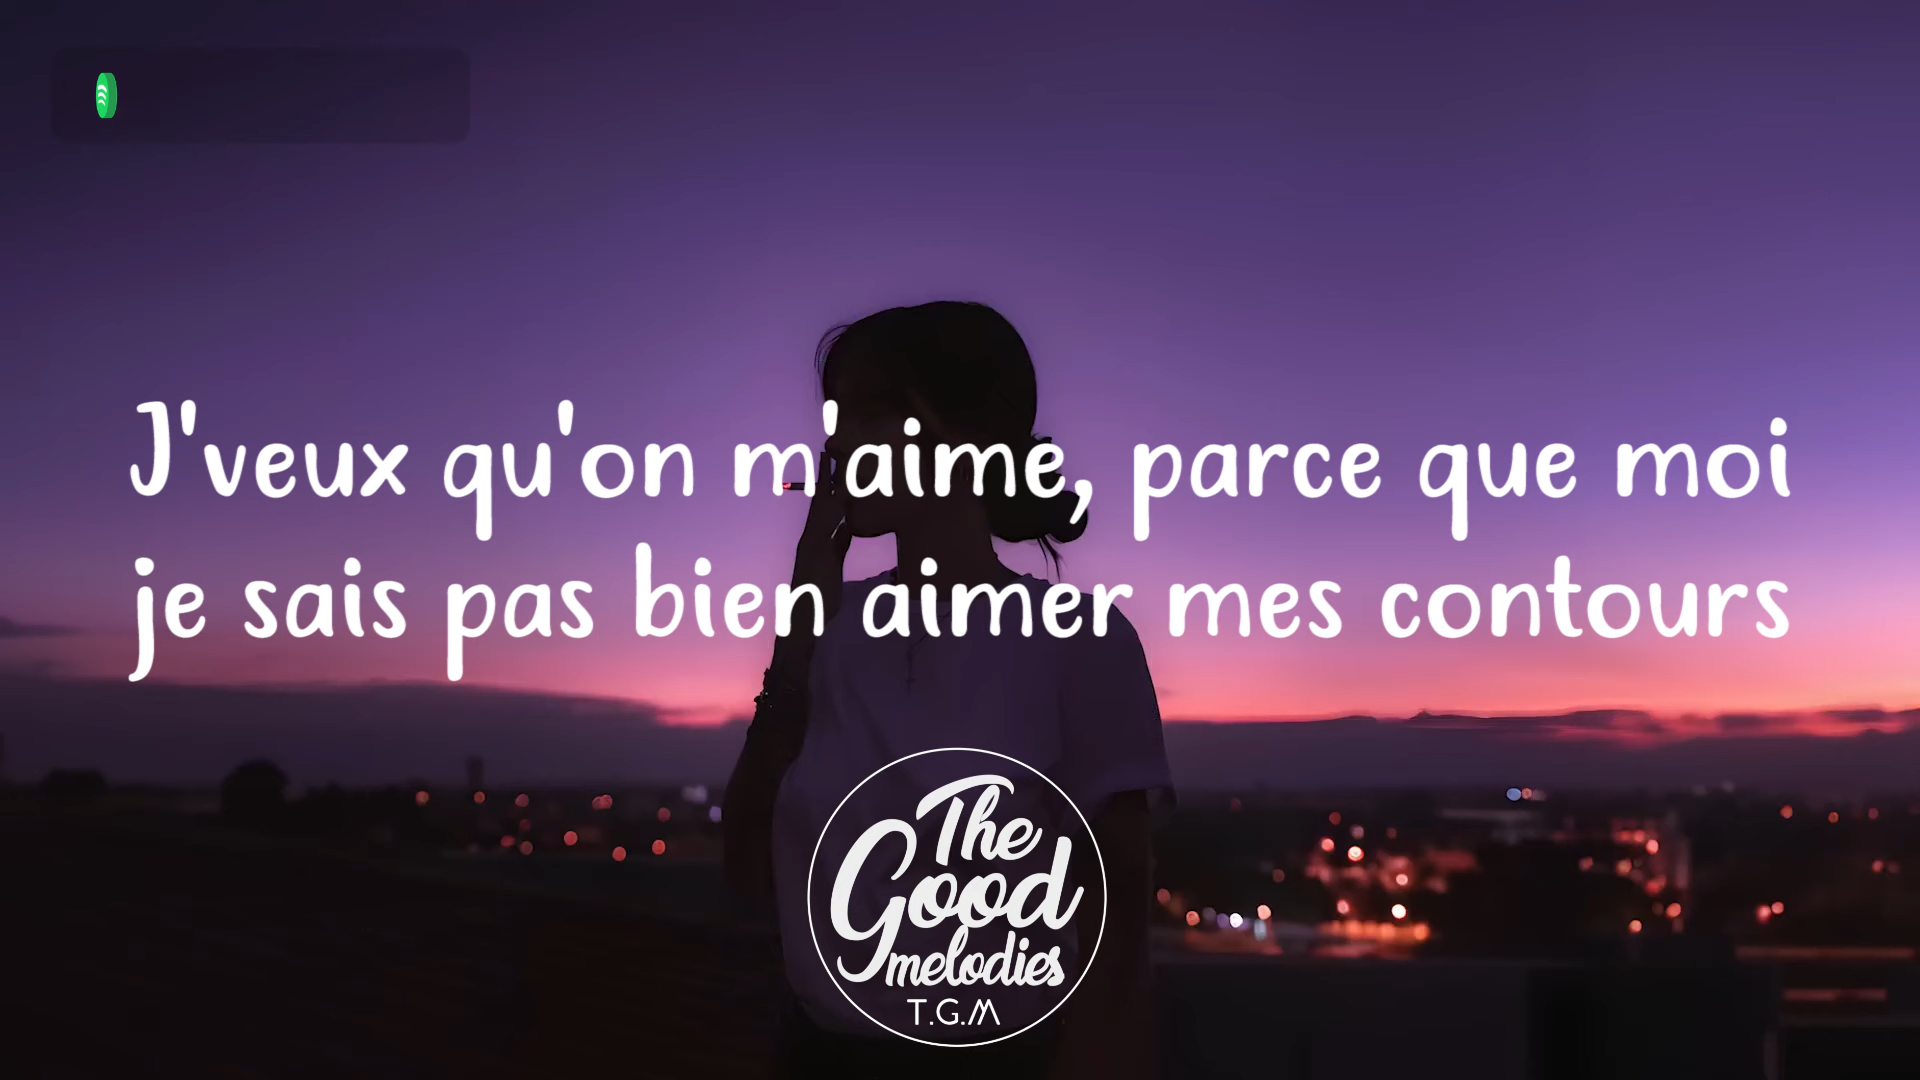 J'veux qu'on m'aime, parce que moi
je sais pas bien aimer mes contours
The
Good
melodies
T.G.M